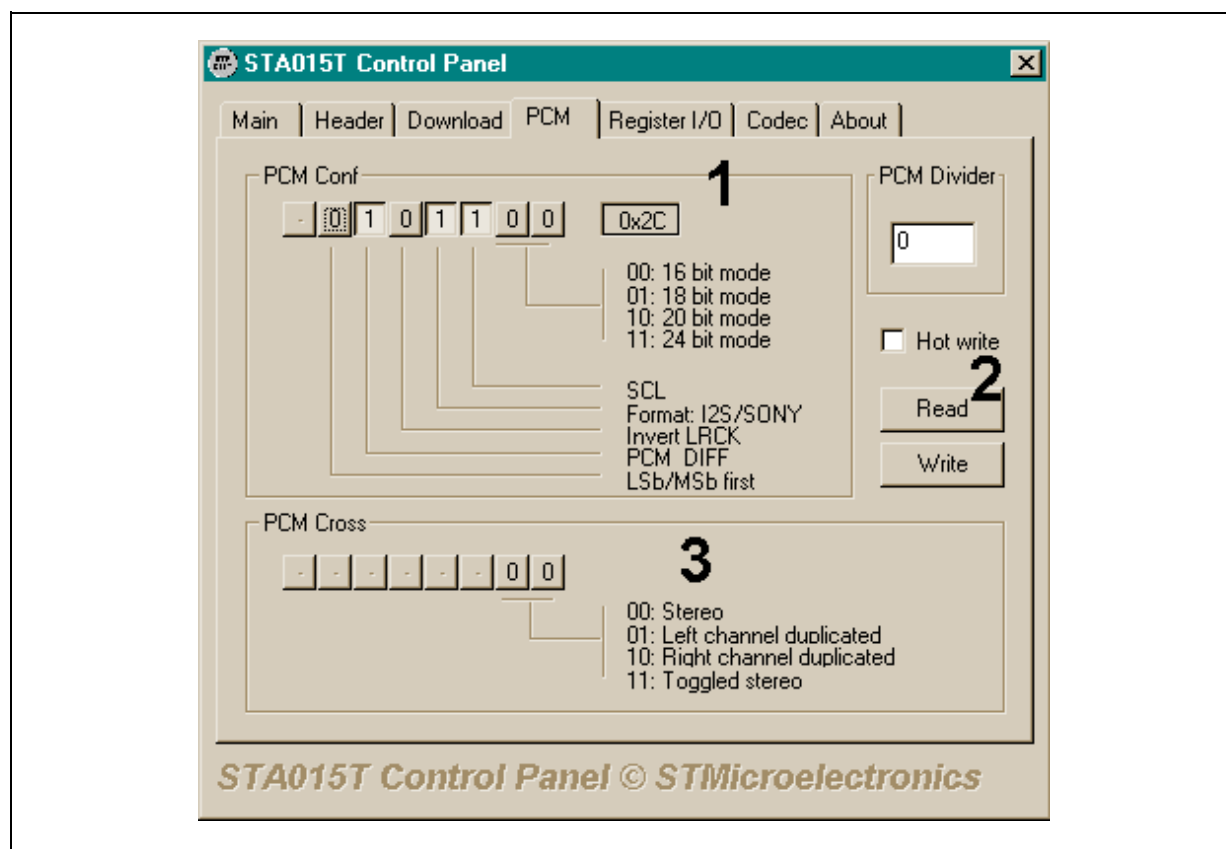 STA015T Control Panel
Main Header Download PCM Register I/O Codec About
PCM Conf 1 PCM Divider
- 0 1 0 1 1 0 0 0x2C 0
00: 16 bit mode
01: 18 bit mode
10: 20 bit mode
11: 24 bit mode
Hot write
2
SCL
Read
Format: I2S/SONY
Invert LRCK
PCM_DIFF
Write
LSb/MSb first
PCM Cross
3
- - - - - - 0 0
00: Stereo
01: Left channel duplicated
10: Right channel duplicated
11: Toggled stereo
STA015T Control Panel © STMicroelectronics